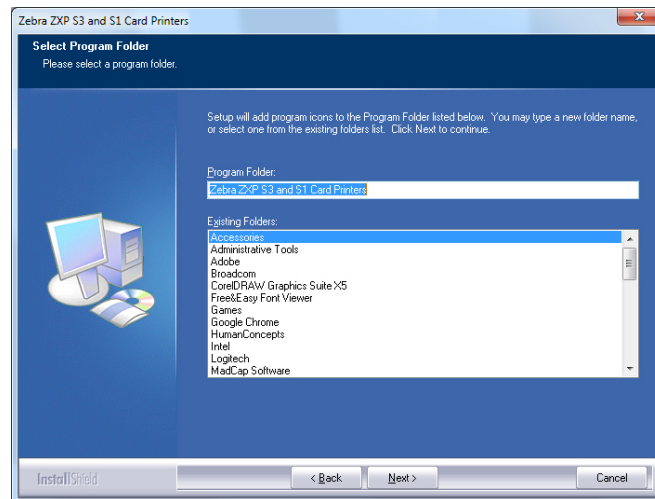 Zebra ZXP S3 and S1 Card Printers
Select Program Folder
Please select a program folder.
Setup will add program icons to the Program Folder listed below. You may type a new folder name,
or select one from the existing folders list. Click Next to continue.
Program Folder:
Zebra ZXP S3 and S1 Card Printers
Existing Folders:
Accessories
Administrative Tools
Adobe
Broadcom
CorelDRAW Graphics Suite X5
Free&Easy Font Viewer
Games
Google Chrome
HumanConcepts
Intel
Logitech
MadCap Software
InstallShield
< Back
Next >
Cancel